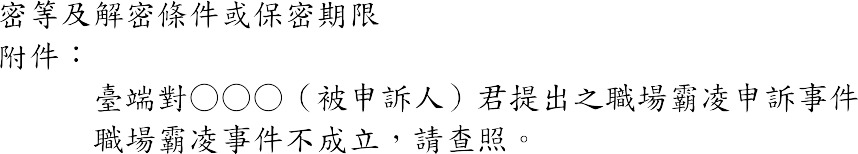 密等及解密條件或保密期限
附件：
臺端對○○○（被申訴人）君提出之職場霸凌申訴事件
職場霸凌事件不成立，請查照。